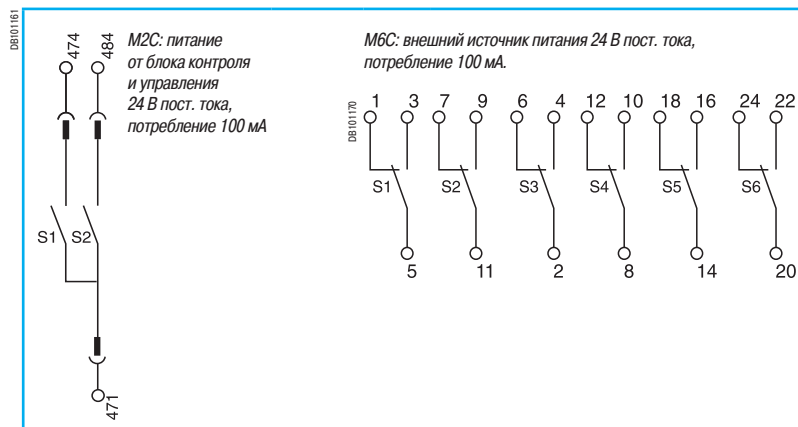 DB101161
474
484
M2C: питание
от блока контроля
и управления
24 В пост. тока,
потребление 100 мА
S1
S2
471
M6C: внешний источник питания 24 В пост. тока,
потребление 100 мА.
DB101170
1 3 7 9 6 4 12 10 18 16 24 22
S1 S2 S3 S4 S5 S6
5 11 2 8 14 20